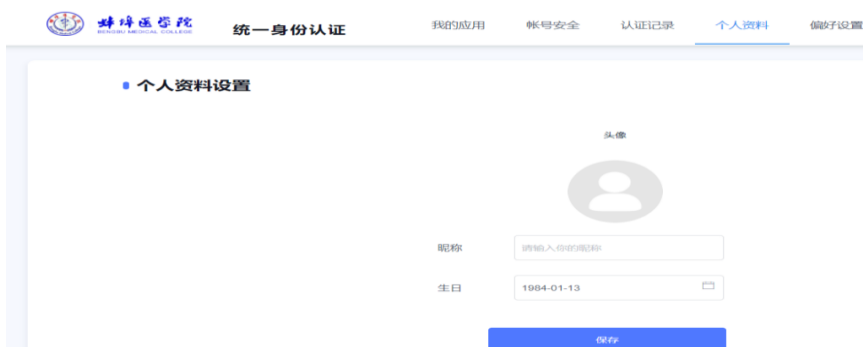 蚌埠医学院
BENGBU MEDICAL COLLEGE
统一身份认证 我的应用 帐号安全 认证记录 个人资料 偏好设置
个人资料设置
头像
昵称 请输入你的昵称
生日 1984-01-13
保存